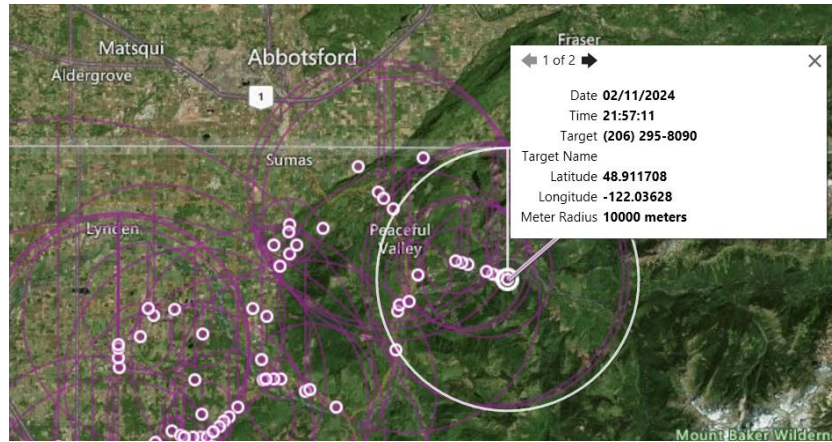 Matsqui
Abbotsford
Fraser
Aldergrove
1
Sumas
Lynden
Peaceful
Valley
Mount Baker Wildern
1 of 2
Date 02/11/2024
Time 21:57:11
Target (206) 295-8090
Target Name
Latitude 48.911708
Longitude -122.03628
Meter Radius 10000 meters